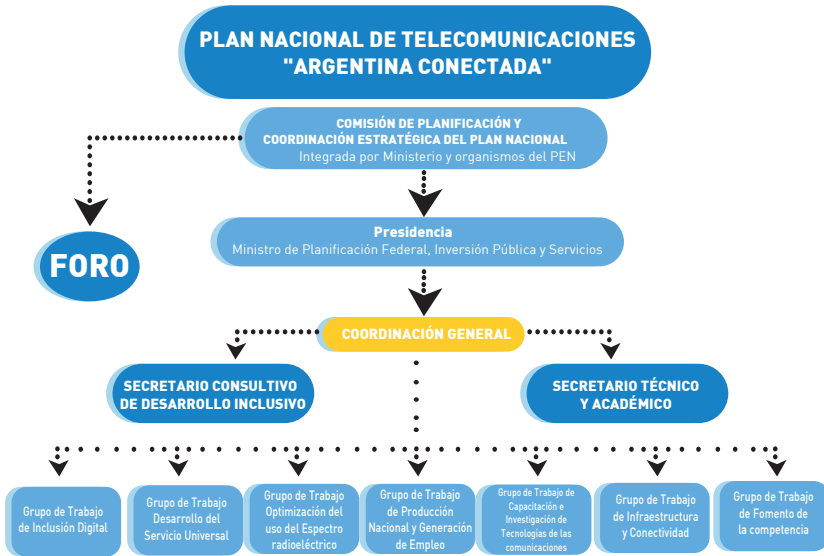 PLAN NACIONAL DE TELECOMUNICACIONES
"ARGENTINA CONECTADA"
COMISIÓN DE PLANIFICACIÓN Y
COORDINACIÓN ESTRATÉGICA DEL PLAN NACIONAL
Integrada por Ministerio y organismos del PEN
Presidencia
Ministro de Planificación Federal, Inversión Pública y Servicios
FORO
COORDINACIÓN GENERAL
SECRETARIO CONSULTIVO
DE DESARROLLO INCLUSIVO
SECRETARIO TÉCNICO
Y ACADÉMICO
Grupo de Trabajo
de Inclusión Digital
Grupo de Trabajo
Desarrollo del
Servicio Universal
Grupo de Trabajo
Optimización del
uso del Espectro
radioeléctrico
Grupo de Trabajo
de Producción
Nacional y Generación
de Empleo
Grupo de Trabajo de
Capacitación e
Investigación de
Tecnologías de las
comunicaciones
Grupo de Trabajo
de Infraestructura
y Conectividad
Grupo de Trabajo
de Fomento de
la competencia